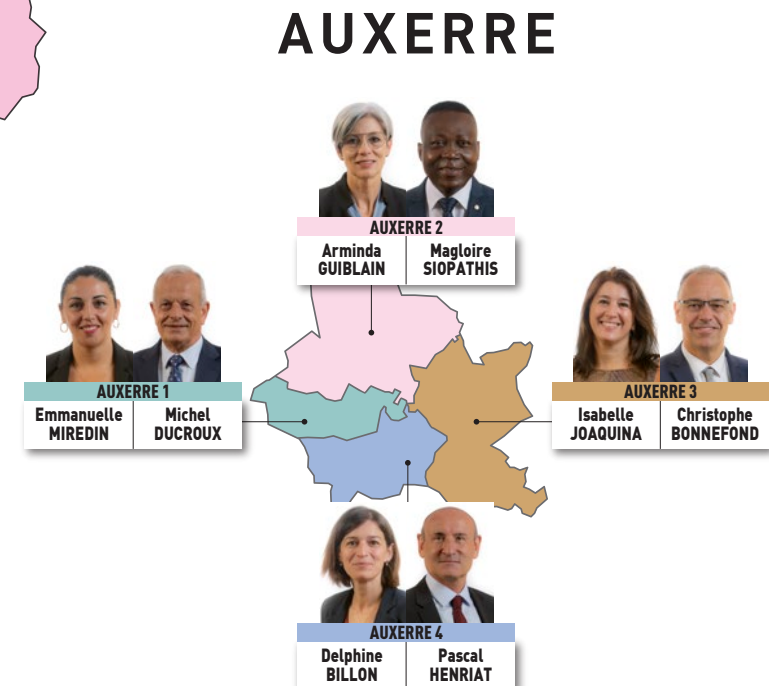 AUXERRE
AUXERRE 2
Arminda GUIBLAIN
Magloire SIOPATHIS
AUXERRE 1
Emmanuelle MIREDIN
Michel DUCROUX
AUXERRE 3
Isabelle JOAQUINA
Christophe BONNEFOND
AUXERRE 4
Delphine BILLON
Pascal HENRIAT